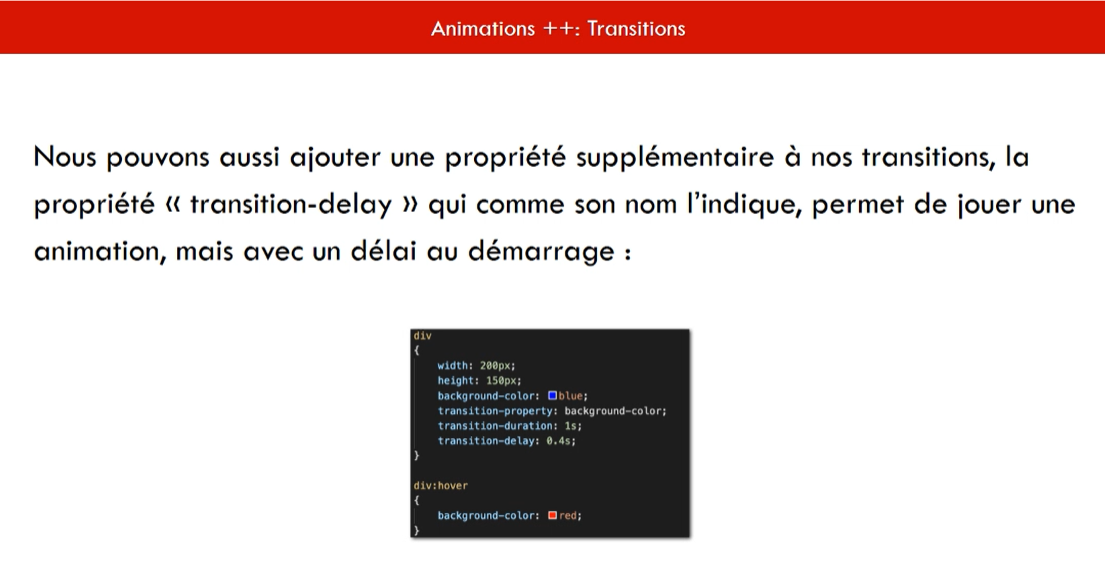 Animations ++: Transitions
Nous pouvons aussi ajouter une propriété supplémentaire à nos transitions, la
propriété « transition-delay » qui comme son nom l’indique, permet de jouer une
animation, mais avec un délai au démarrage :
div
{
width: 200px;
height: 150px;
background-color: blue;
transition-property: background-color;
transition-duration: 1s;
transition-delay: 0.4s;
}
div:hover
{
background-color: red;
}